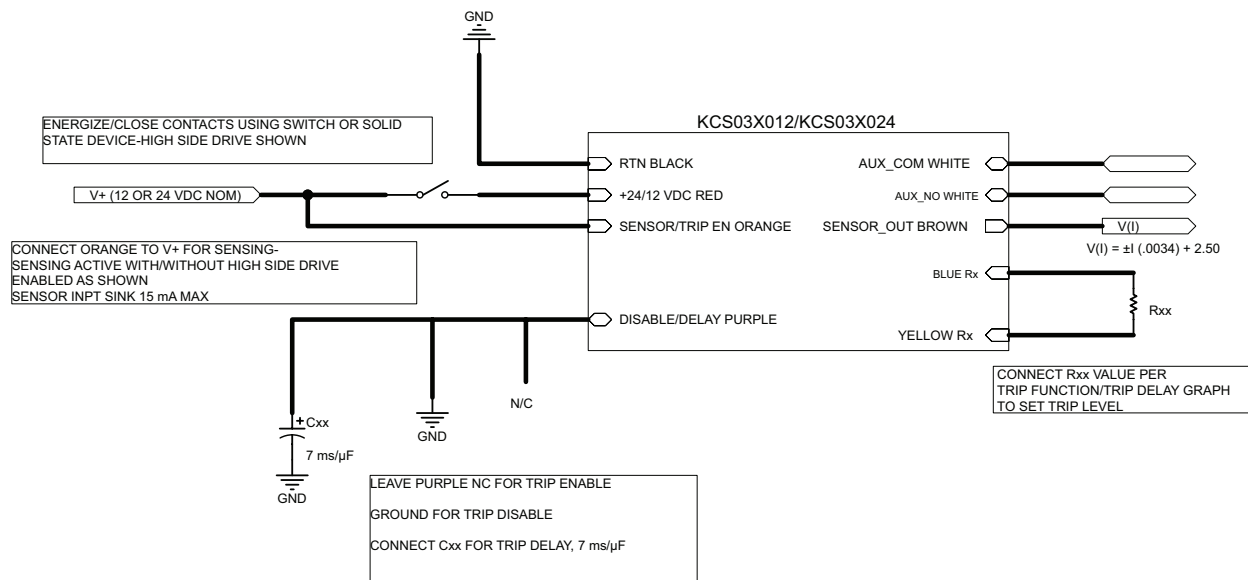 GND
ENERGIZE/CLOSE CONTACTS USING SWITCH OR SOLID
STATE DEVICE-HIGH SIDE DRIVE SHOWN
KCS03X012/KCS03X024
RTN BLACK
AUX_COM WHITE
V+ (12 OR 24 VDC NOM)
+24/12 VDC RED
AUX_NO WHITE
SENSOR/TRIP EN ORANGE
SENSOR_OUT BROWN
V(I)
V(I) = ±I (.0034) + 2.50
CONNECT ORANGE TO V+ FOR SENSING-
SENSING ACTIVE WITH/WITHOUT HIGH SIDE DRIVE
ENABLED AS SHOWN
SENSOR INPT SINK 15 mA MAX
BLUE Rx
Rxx
DISABLE/DELAY PURPLE
YELLOW Rx
CONNECT Rxx VALUE PER
TRIP FUNCTION/TRIP DELAY GRAPH
TO SET TRIP LEVEL
N/C
+
Cxx
GND
7 ms/µF
GND
LEAVE PURPLE NC FOR TRIP ENABLE
GROUND FOR TRIP DISABLE
CONNECT Cxx FOR TRIP DELAY, 7 ms/µF